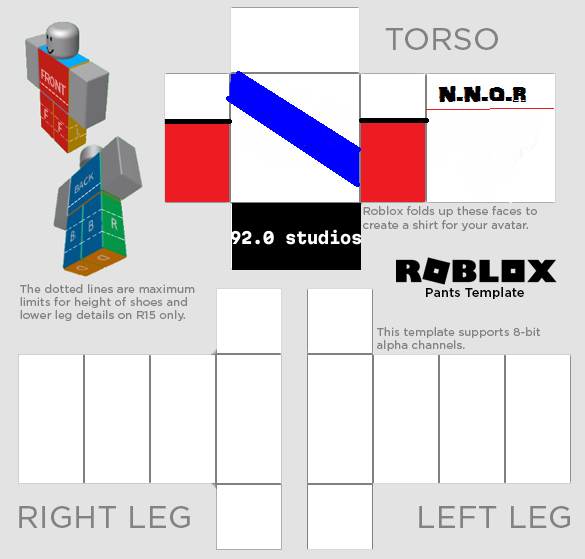 TORSO
FRONT
F F L
N.N.O.R
BACK
B B R
92.0 studios
Roblox folds up these faces to
create a shirt for your avatar.
ROBLOX
Pants Template
The dotted lines are maximum
limits for height of shoes and
lower leg details on R15 only.
This template supports 8-bit
alpha channels.
RIGHT LEG
LEFT LEG